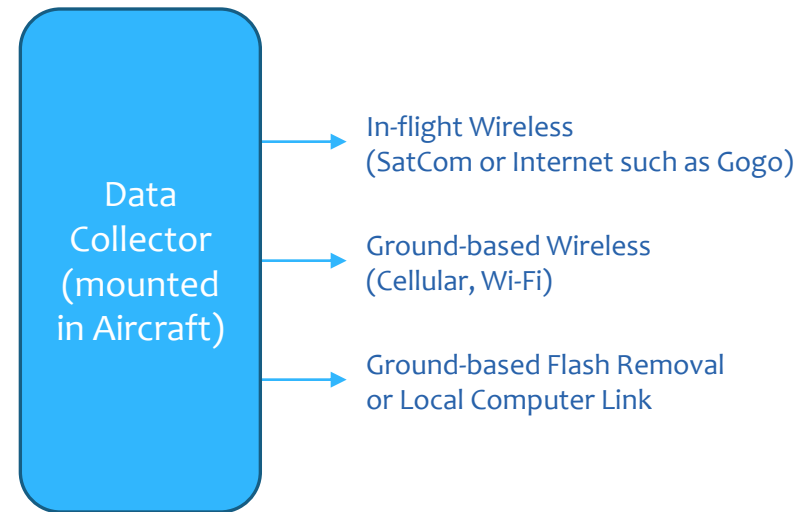 Data
Collector
(mounted
in Aircraft)
In-flight Wireless
(SatCom or Internet such as Gogo)
Ground-based Wireless
(Cellular, Wi-Fi)
Ground-based Flash Removal
or Local Computer Link